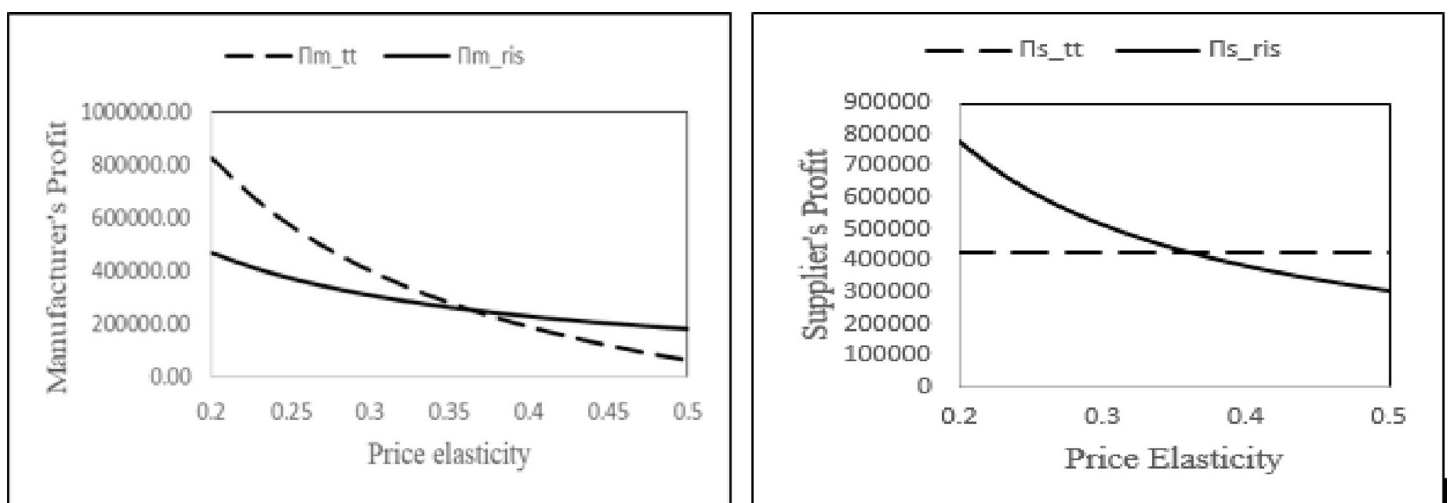 Πm_tt Πm_ris
Manufacturer's Profit
1000000.00
800000.00
600000.00
400000.00
200000.00
0.00
0.2 0.25 0.3 0.35 0.4 0.45 0.5
Price elasticity
Πs_tt Πs_ris
Supplier's Profit
900000
800000
700000
600000
500000
400000
300000
200000
100000
0
0.2 0.3 0.4 0.5
Price Elasticity